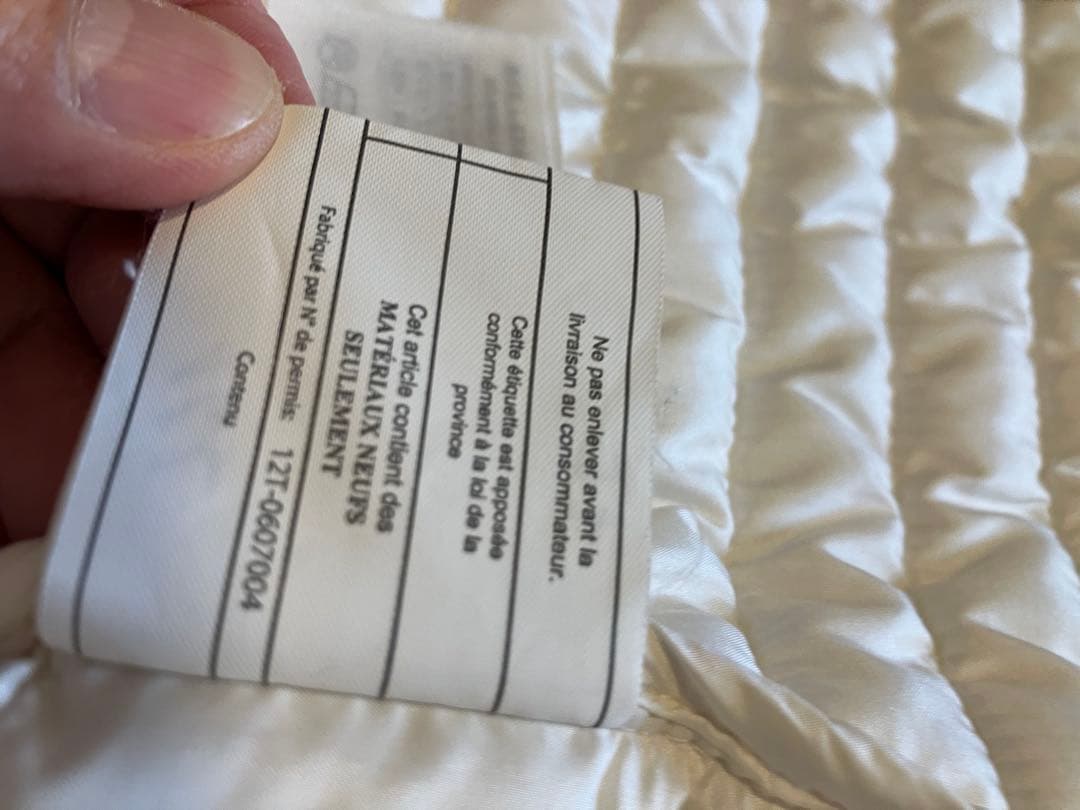 Ne pas enlever avant la
livraison au consommateur.
Cette étiquette est apposée
conformément à la loi de la
province
Cet article contient des
MATÉRIAUX NEUFS
SEULEMENT
Fabriqué par N° de permis: 12T-0607004
Contenu